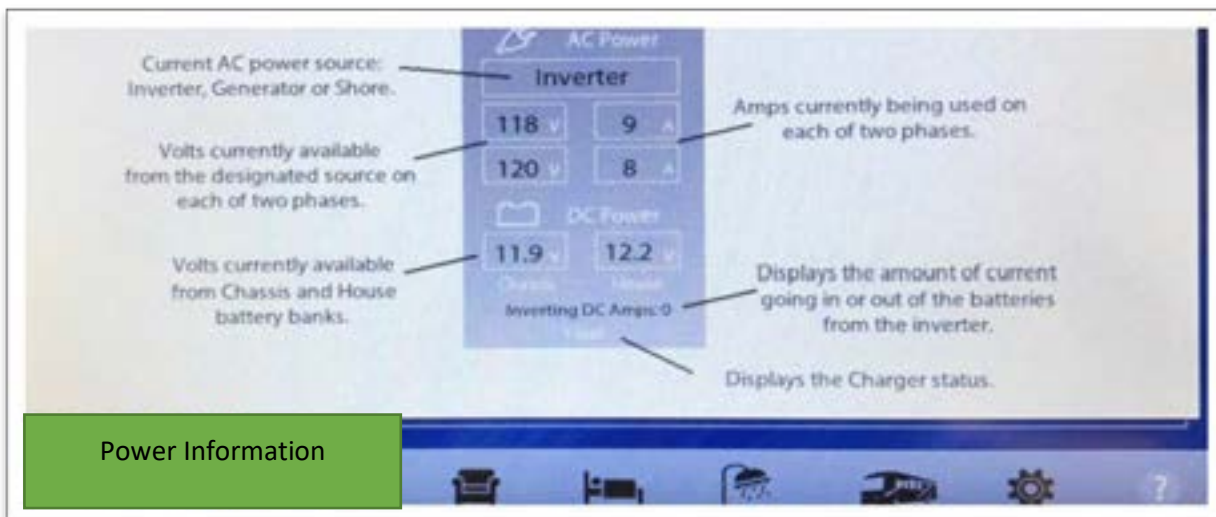 AC Power
Current AC power source:
Inverter, Generator or Shore.
Inverter
118 V 9 A
120 V 8 A
Amps currently being used on
each of two phases.
Volts currently available
from the designated source on
each of two phases.
DC Power
11.9 V 12.2 V
Chassis House
Volts currently available
from Chassis and House
battery banks.
Inverting DC Amps: 0
Displays the amount of current
going in or out of the batteries
from the inverter.
Displays the Charger status.
Power Information
?